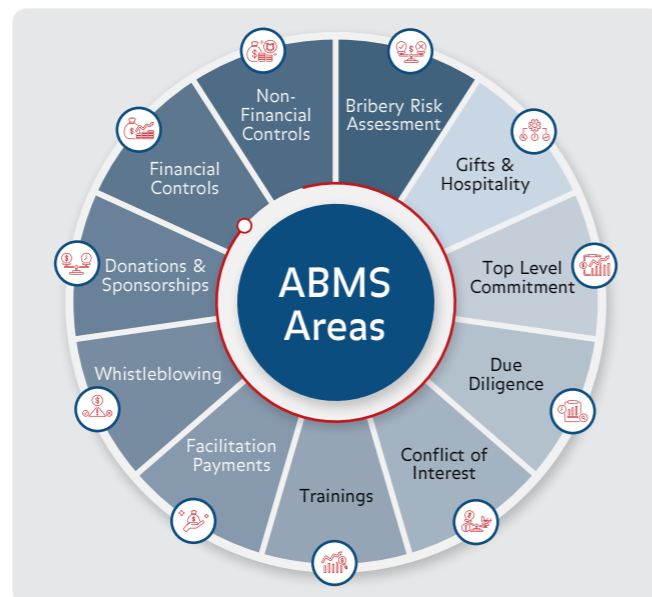 ABMS
Areas
Bribery Risk
Assessment
Gifts &
Hospitality
Top Level
Commitment
Due
Diligence
Conflict of
Interest
Trainings
Facilitation
Payments
Whistleblowing
Donations &
Sponsorships
Financial
Controls
Non-
Financial
Controls